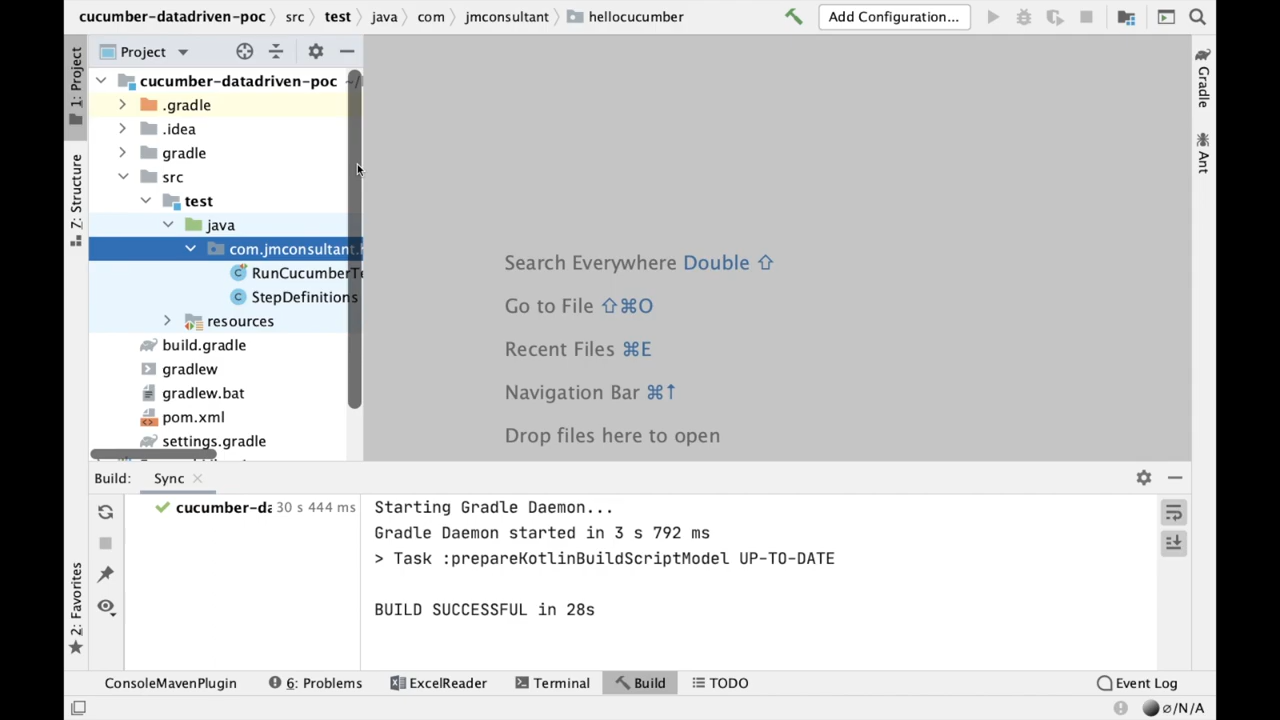 cucumber-datadriven-poc src test java com jmconsultant hellocucumber Add Configuration...
1: Project
Z: Structure
2: Favorites
Project
cucumber-datadriven-poc ~/
.gradle
.idea
gradle
src
test
java
com.jmconsultant.
RunCucumberTe
StepDefinitions
resources
build.gradle
gradlew
gradlew.bat
pom.xml
settings.gradle
Search Everywhere Double ⇧
Go to File ⇧⌘O
Recent Files ⌘E
Navigation Bar ⌘↑
Drop files here to open
Gradle
Ant
Build: Sync
cucumber-da 30 s 444 ms
Starting Gradle Daemon...
Gradle Daemon started in 3 s 792 ms
> Task :prepareKotlinBuildScriptModel UP-TO-DATE
BUILD SUCCESSFUL in 28s
ConsoleMavenPlugin 6: Problems ExcelReader Terminal Build TODO Event Log
∅/N/A